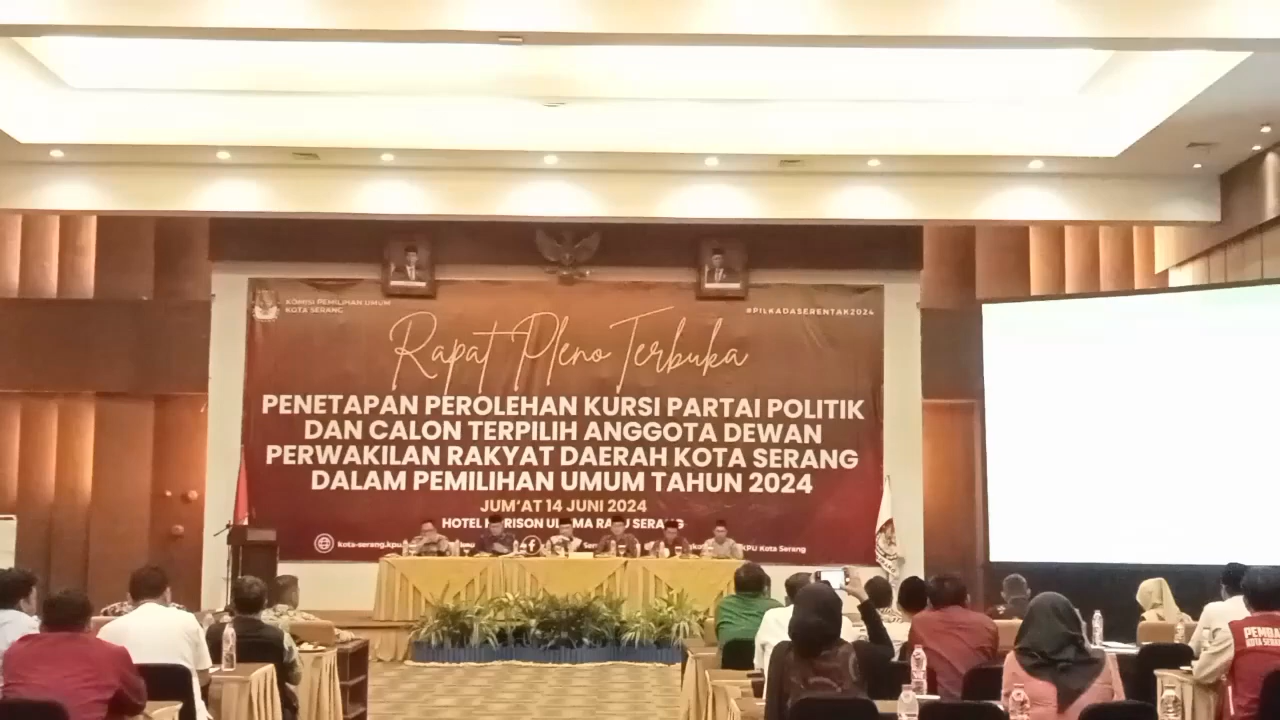 KOMISI PEMILIHAN UMUM
KOTA SERANG
#PILKADASERENTAK2024
Rapat Pleno Terbuka
PENETAPAN PEROLEHAN KURSI PARTAI POLITIK
DAN CALON TERPILIH ANGGOTA DEWAN
PERWAKILAN RAKYAT DAERAH KOTA SERANG
DALAM PEMILIHAN UMUM TAHUN 2024
JUM'AT 14 JUNI 2024
HOTEL SERANG
kota-serang.kpu KPU Kota Serang
KOTA